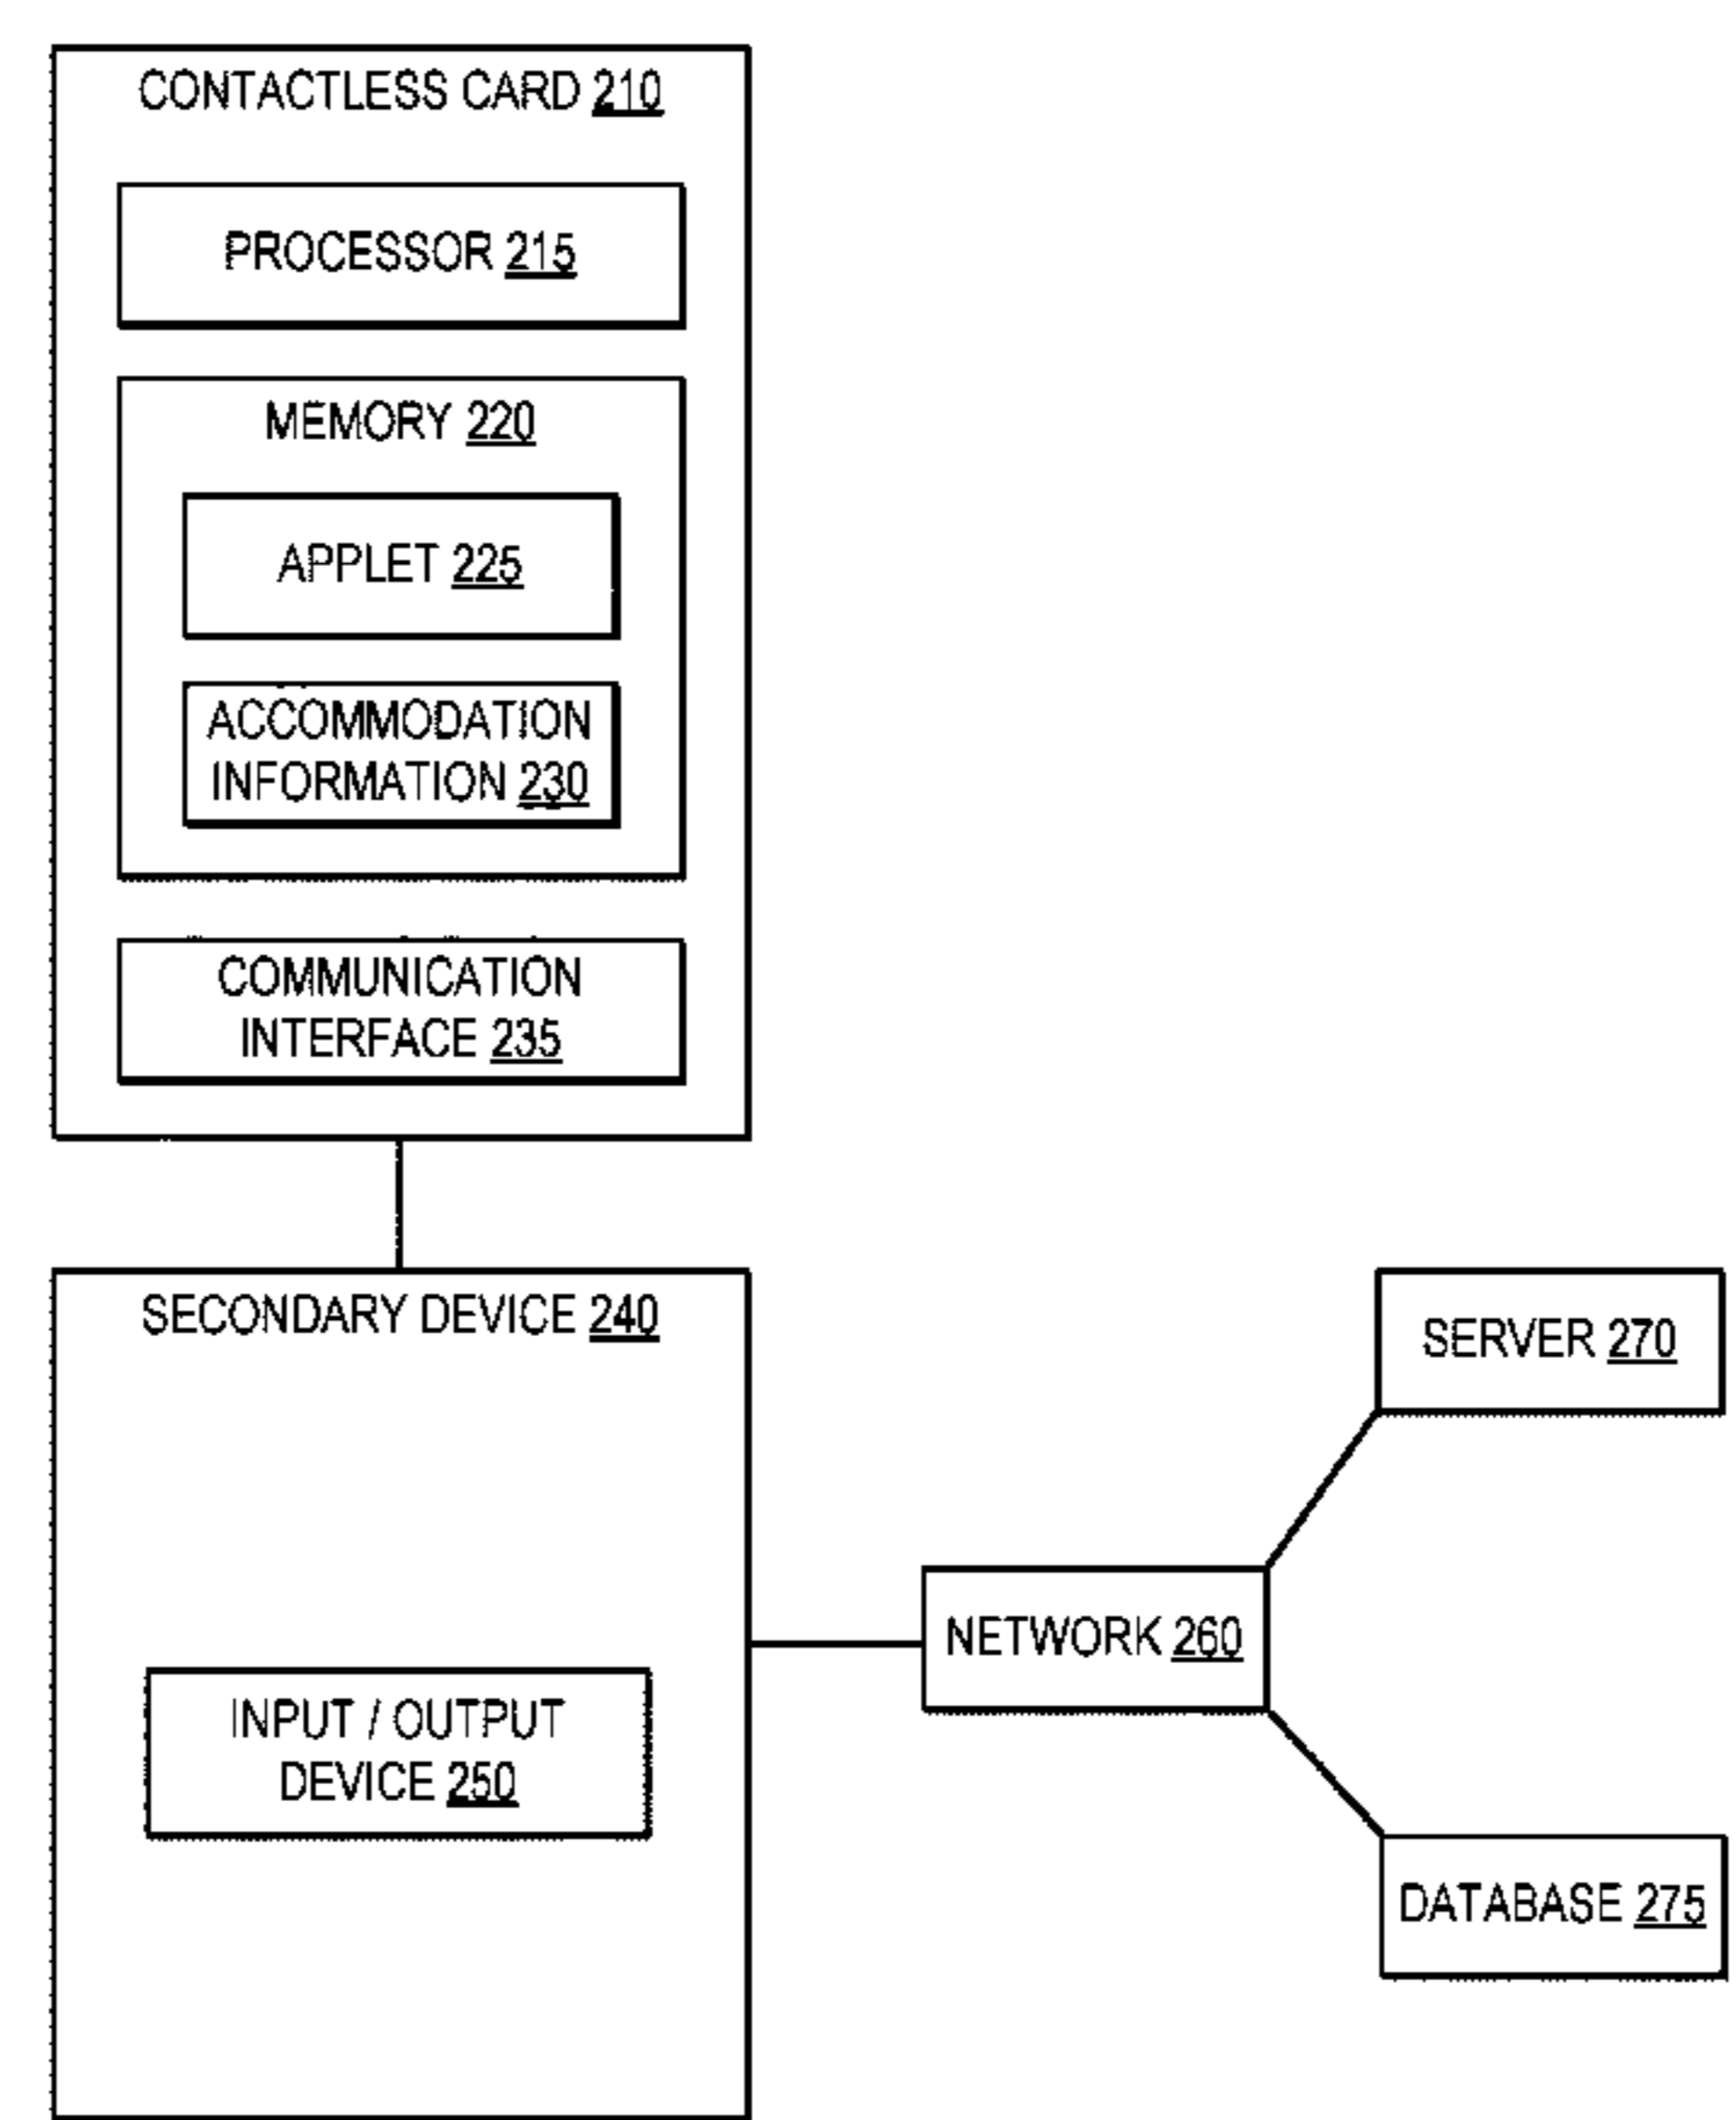 CONTACTLESS CARD 210
PROCESSOR 215
MEMORY 220
APPLET 225
ACCOMMODATION
INFORMATION 230
COMMUNICATION
INTERFACE 235
SECONDARY DEVICE 240
INPUT / OUTPUT
DEVICE 250
NETWORK 260
SERVER 270
DATABASE 275